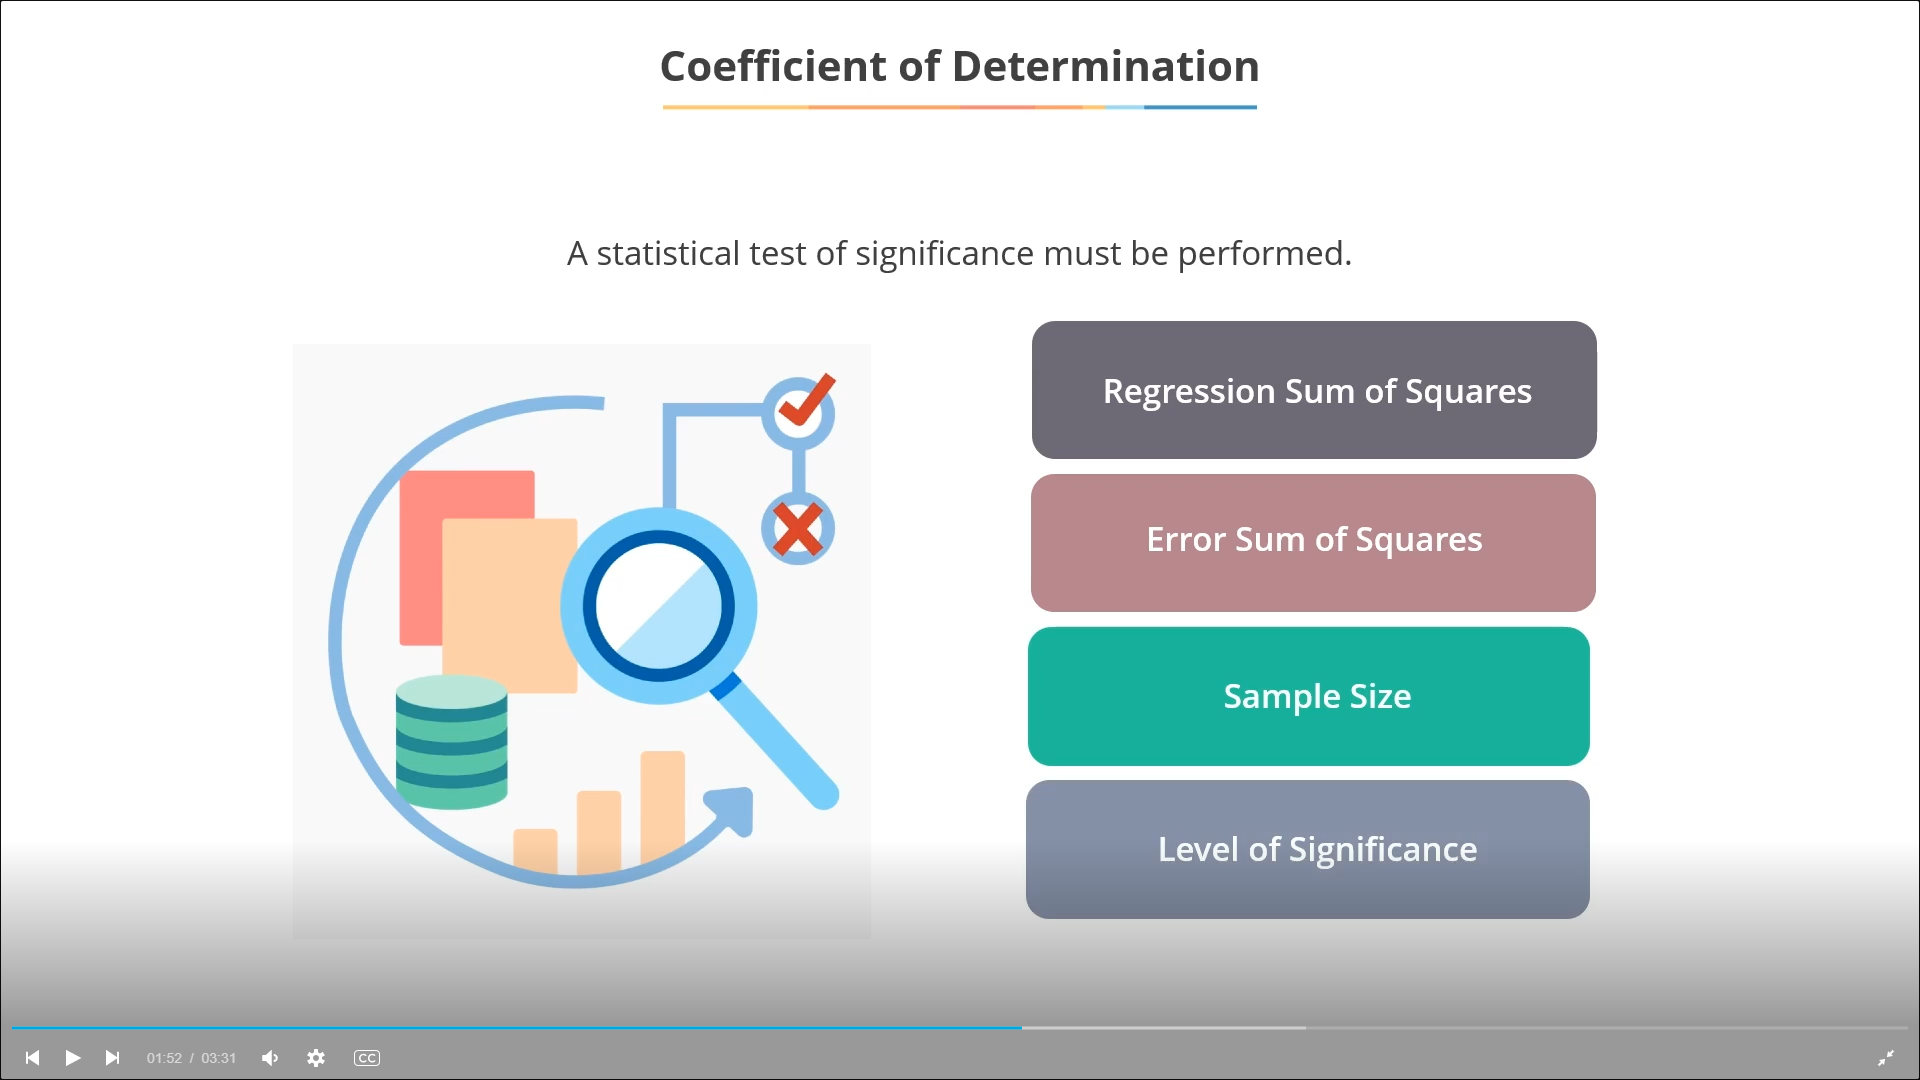 Coefficient of Determination
A statistical test of significance must be performed.
Regression Sum of Squares
Error Sum of Squares
Sample Size
Level of Significance
01:52 / 03:31
CC